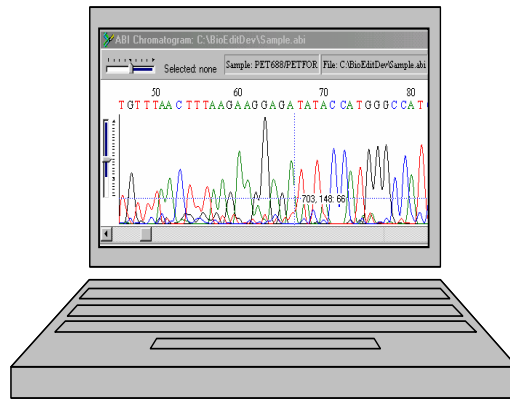 ABI Chromatogram: C:\BioEditDev\Sample.abi
Selected: none Sample: PET688/PETFOR File: C:\BioEditDev\Sample.abi
50 60 70 80
TGTTTAACTTTAAGAAGGAGATATACCATGGGCCAT
703, 148: 66